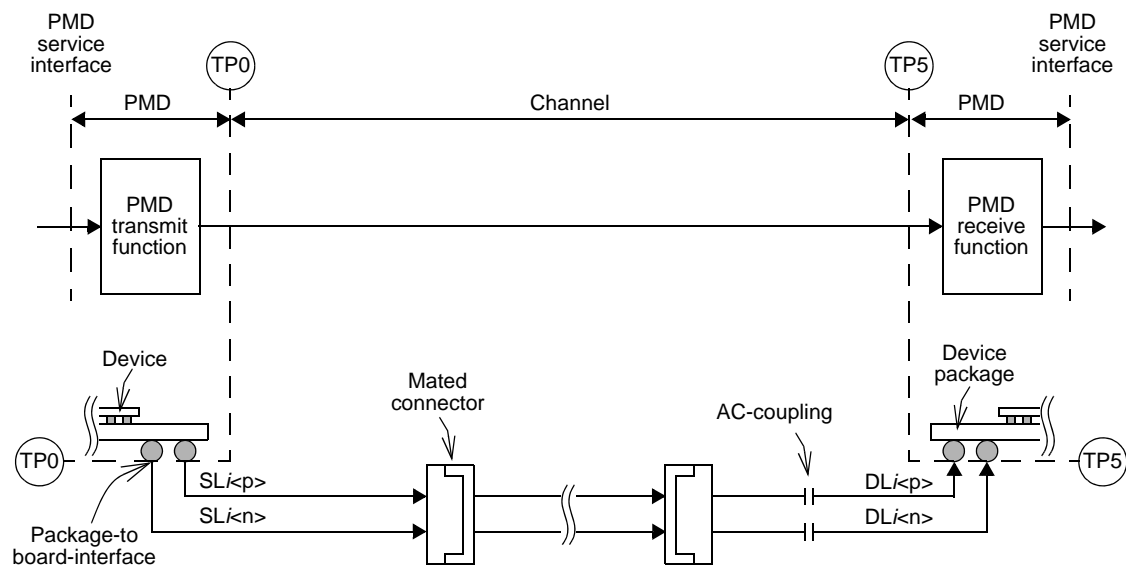 PMD
service
interface
TP0
TP5
PMD
service
interface
PMD
Channel
PMD
PMD
transmit
function
PMD
receive
function
Device
Mated
connector
AC-coupling
Device
package
TP0
TP5
SLi<p>
DLi<p>
SLi<n>
DLi<n>
Package-to
board-interface